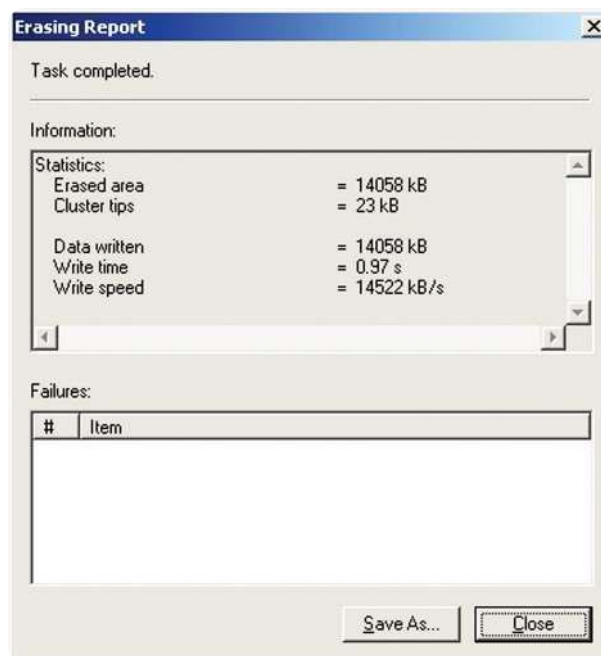 Erasing Report
Task completed.
Information:
Statistics:
Erased area = 14058 kB
Cluster tips = 23 kB
Data written = 14058 kB
Write time = 0.97 s
Write speed = 14522 kB/s
Failures:
# Item
Save As... Close